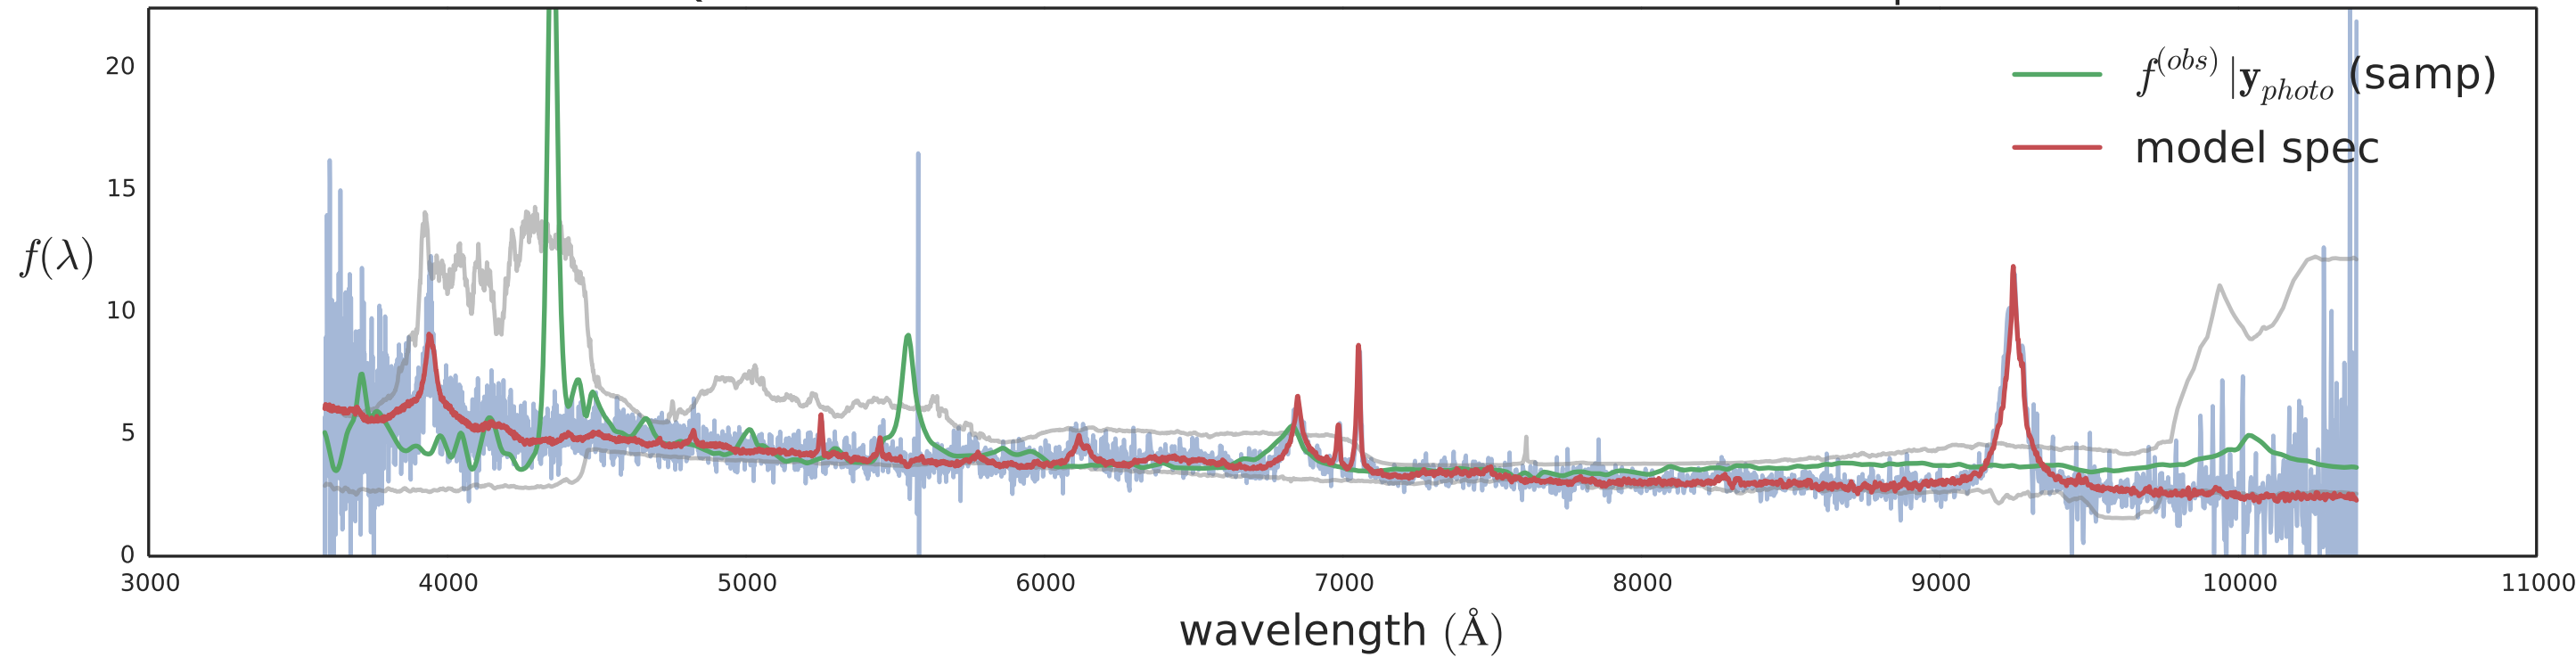 20
15
10
5
0
f(λ)
f^(obs) |y_photo (samp)
model spec
3000 4000 5000 6000 7000 8000 9000 10000 11000
wavelength (Å)